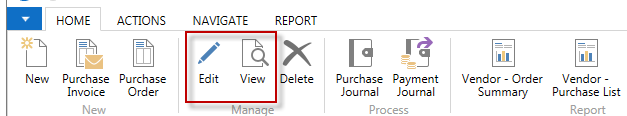 HOME ACTIONS NAVIGATE REPORT
New Purchase Invoice Purchase Order Edit View Delete Purchase Journal Payment Journal Vendor - Order Summary Vendor - Purchase List
New Manage Process Report